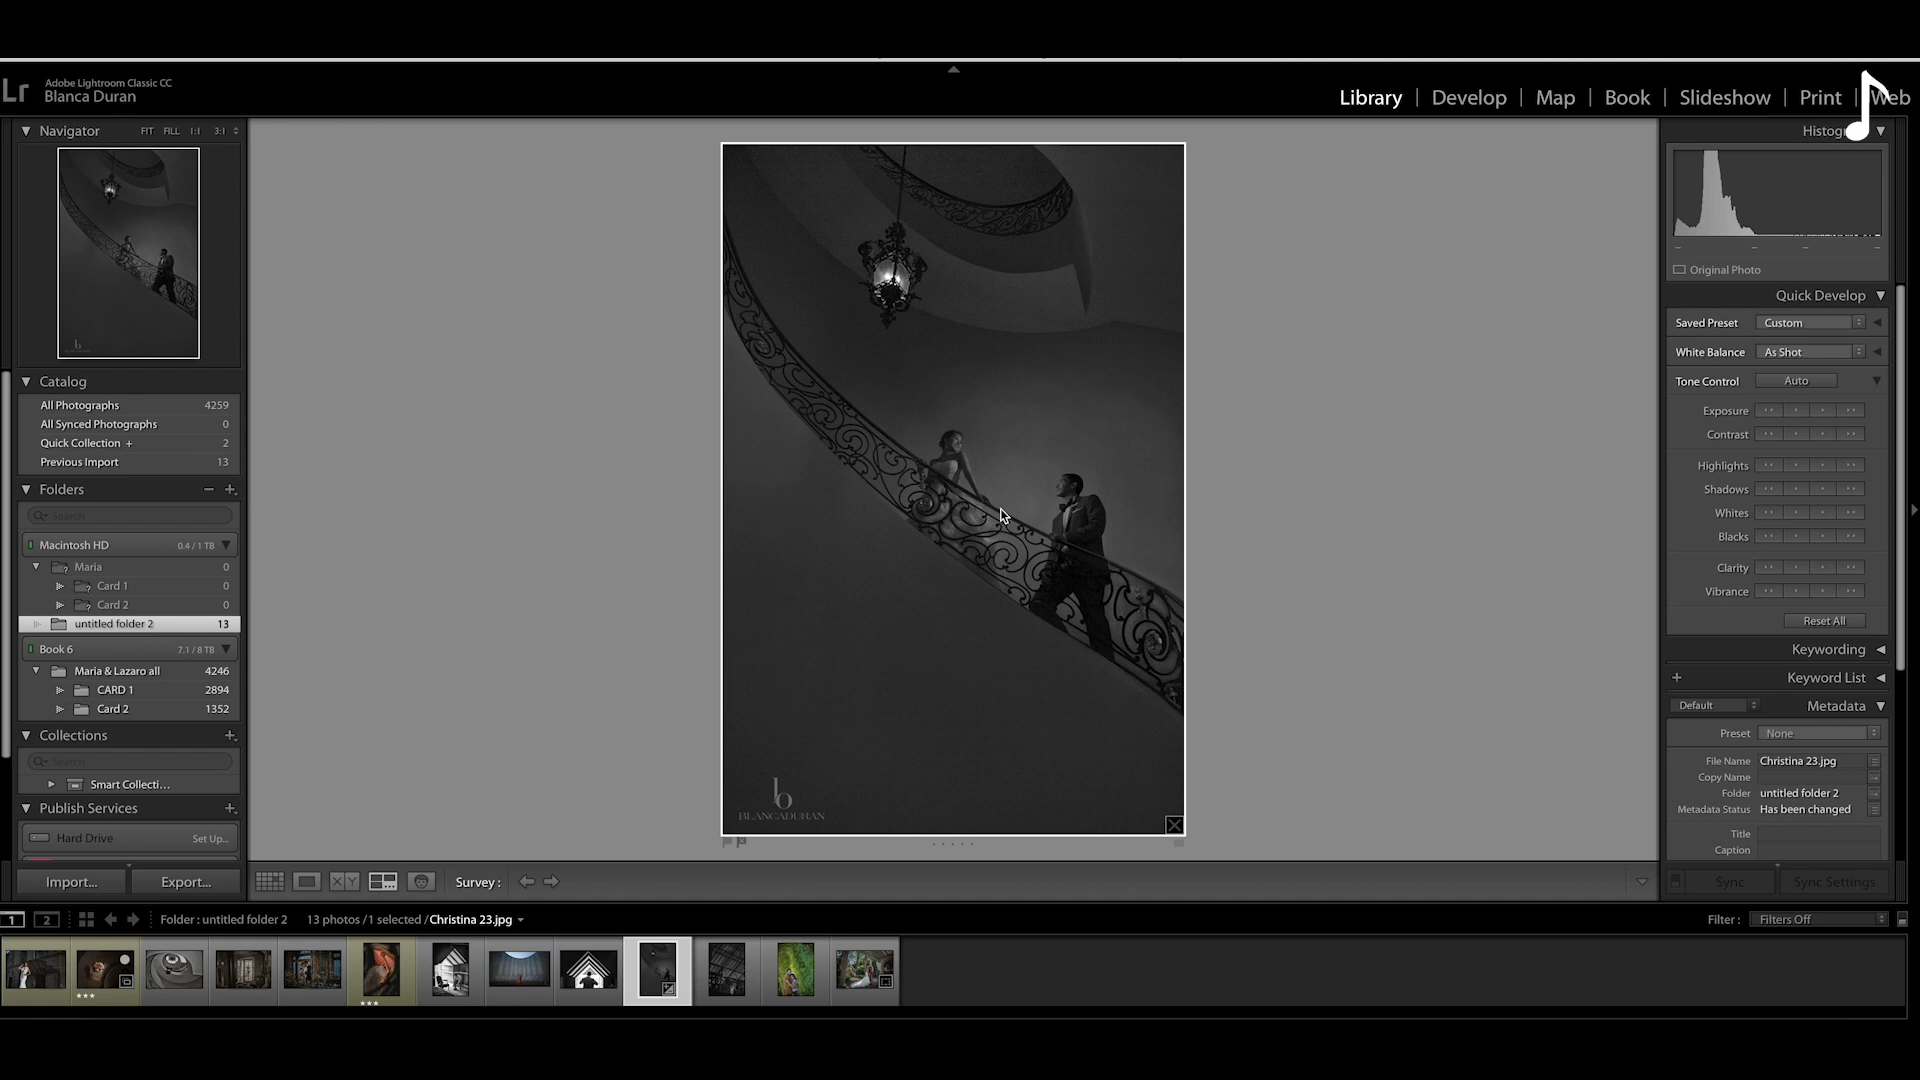 Lr
Adobe Lightroom Classic CC
Blanca Duran
Library | Develop | Map | Book | Slideshow | Print | Web
Navigator FIT FILL 1:1 3:1
Catalog
All Photographs 4259
All Synced Photographs 0
Quick Collection + 2
Previous Import 13
Folders
Search
Macintosh HD 0.4 / 1 TB
Maria 0
Card 1 0
Card 2 0
untitled folder 2 13
Book 6 7.1 / 8 TB
Maria & Lazaro all 4246
CARD 1 2894
Card 2 1352
Collections
Search
Smart Collecti...
Publish Services
Hard Drive Set Up...
Import... Export...
b
BLANCADURAN
Histog
Original Photo
Quick Develop
Saved Preset Custom
White Balance As Shot
Tone Control Auto
Exposure
Contrast
Highlights
Shadows
Whites
Blacks
Clarity
Vibrance
Reset All
Keywording
Keyword List
Default Metadata
Preset None
File Name Christina 23.jpg
Copy Name
Folder untitled folder 2
Metadata Status Has been changed
Title
Caption
Sync Sync Settings
XY Survey :
1 2 Folder : untitled folder 2 13 photos / 1 selected / Christina 23.jpg Filter : Filters Off